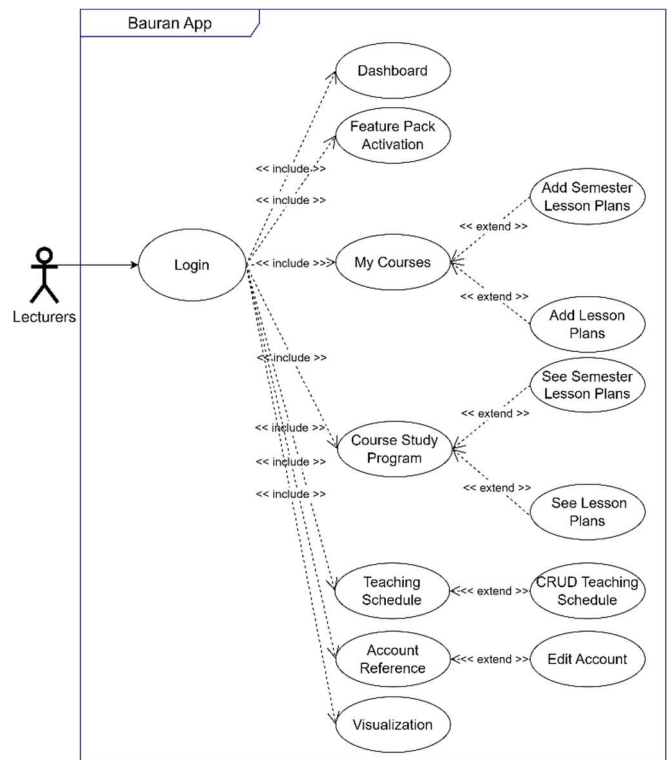 Bauran App
Dashboard
Feature Pack
Activation
<< include >>
<< include >>
Add Semester
Lesson Plans
<< extend >>
Login
<< include >>
My Courses
Lecturers
<< extend >>
Add Lesson
Plans
<< include >>
See Semester
Lesson Plans
<< extend >>
<< include >>
Course Study
Program
<< include >>
<< extend >>
<< include >>
See Lesson
Plans
Teaching
Schedule
<< extend >>
CRUD Teaching
Schedule
Account
Reference
<< extend >>
Edit Account
Visualization